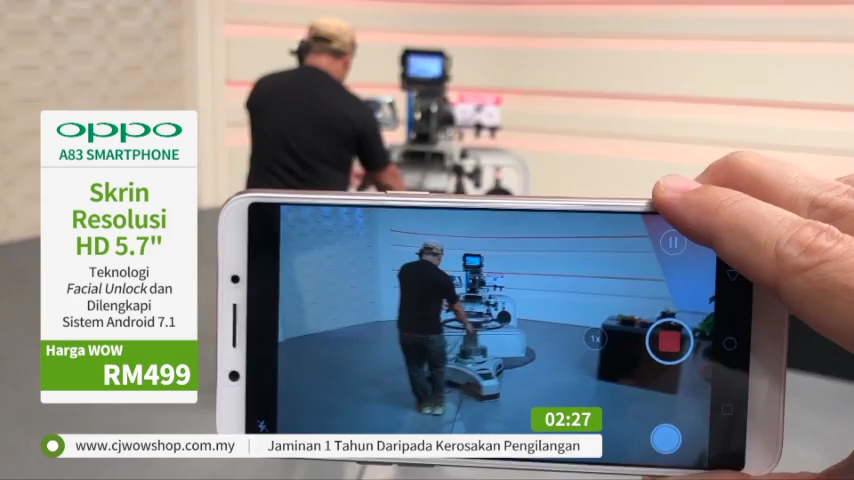 oppo
A83 SMARTPHONE
Skrin
Resolusi
HD 5.7"
Teknologi
Facial Unlock dan
Dilengkapi
Sistem Android 7.1
Harga WOW
RM499
1x
02:27
www.cjwowshop.com.my | Jaminan 1 Tahun Daripada Kerosakan Pengilangan